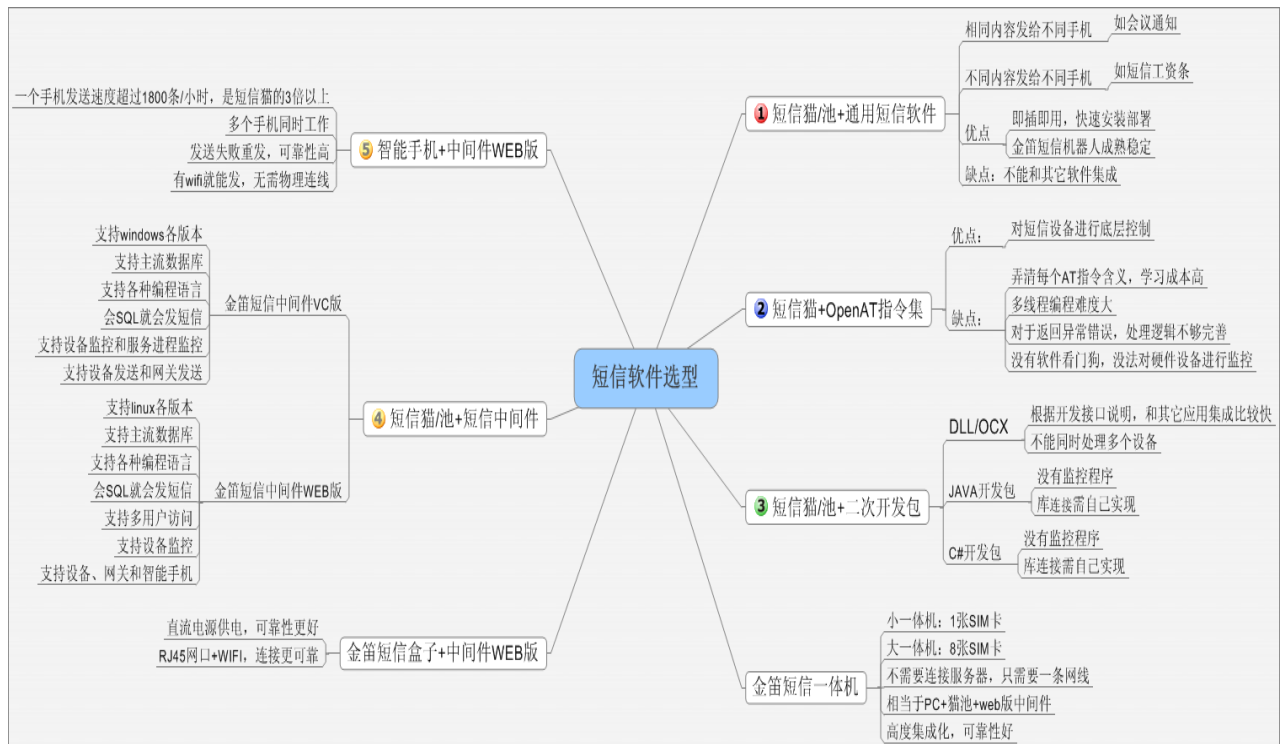 短信软件选型
1 短信猫/池+通用短信软件
相同内容发给不同手机
如会议通知
不同内容发给不同手机
如短信工资条
优点
即插即用，快速安装部署
金笛短信机器人成熟稳定
缺点：不能和其它软件集成
2 短信猫+OpenAT指令集
优点：
对短信设备进行底层控制
缺点：
弄清每个AT指令含义，学习成本高
多线程编程难度大
对于返回异常错误，处理逻辑不够完善
没有软件看门狗，没法对硬件设备进行监控
3 短信猫/池+二次开发包
DLL/OCX
根据开发接口说明，和其它应用集成比较快
不能同时处理多个设备
JAVA开发包
没有监控程序
库连接需自己实现
C#开发包
没有监控程序
库连接需自己实现
金笛短信一体机
小一体机：1张SIM卡
大一体机：8张SIM卡
不需要连接服务器，只需要一条网线
相当于PC+猫池+web版中间件
高度集成化，可靠性好
5 智能手机+中间件WEB版
一个手机发送速度超过1800条/小时，是短信猫的3倍以上
多个手机同时工作
发送失败重发，可靠性高
有wifi就能发，无需物理连线
4 短信猫/池+短信中间件
金笛短信中间件VC版
支持windows各版本
支持主流数据库
支持各种编程语言
会SQL就会发短信
支持设备监控和服务进程监控
支持设备发送和网关发送
金笛短信中间件WEB版
支持linux各版本
支持主流数据库
支持各种编程语言
会SQL就会发短信
支持多用户访问
支持设备监控
支持设备、网关和智能手机
金笛短信盒子+中间件WEB版
直流电源供电，可靠性更好
RJ45网口+WIFI，连接更可靠